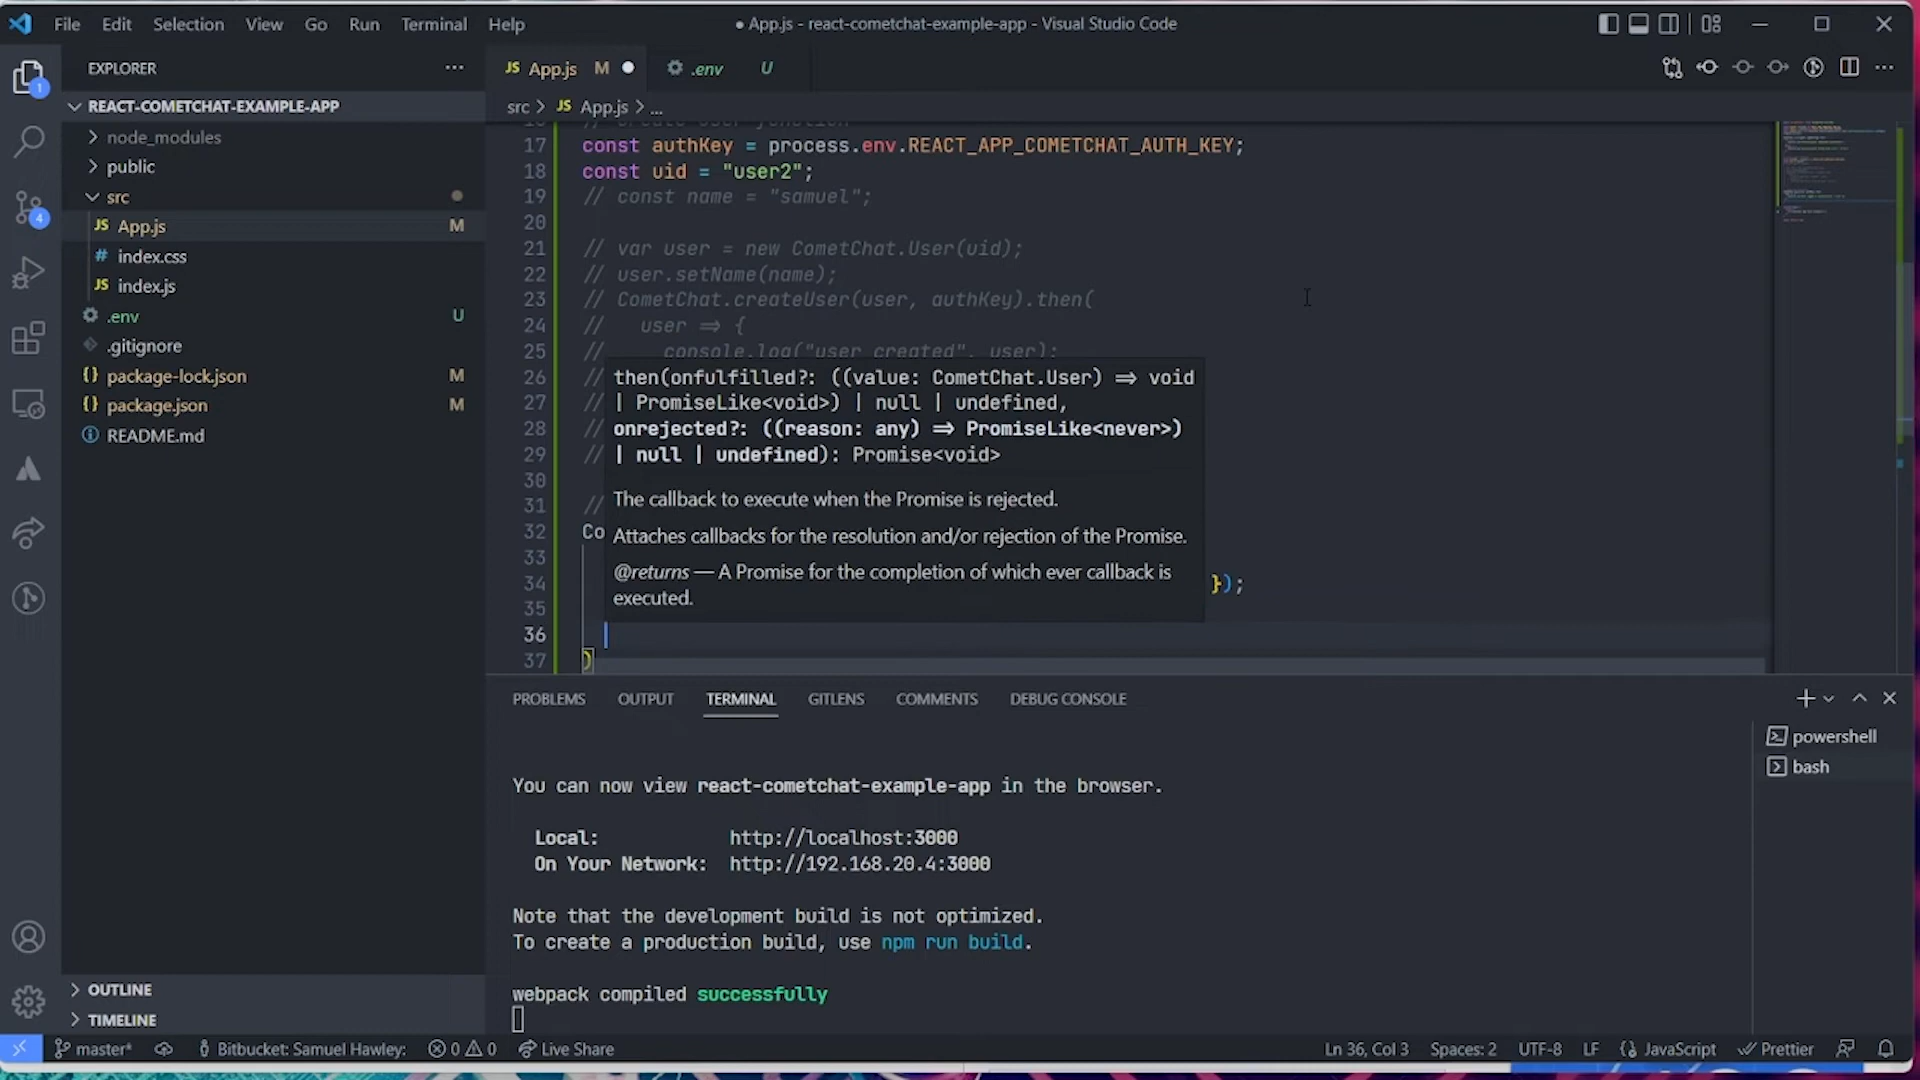 File Edit Selection View Go Run Terminal Help
● App.js - react-cometchat-example-app - Visual Studio Code
EXPLORER
REACT-COMETCHAT-EXAMPLE-APP
node_modules
public
src
JS App.js M
# index.css
JS index.js
.env U
.gitignore
{} package-lock.json M
{} package.json M
README.md
OUTLINE
TIMELINE
1
4
JS App.js M ●
.env U
src > JS App.js > ...
17 const authKey = process.env.REACT_APP_COMETCHAT_AUTH_KEY;
18 const uid = "user2";
19 // const name = "samuel";
20
21 // var user = new CometChat.User(uid);
22 // user.setName(name);
23 // CometChat.createUser(user, authKey).then(
24 // user => {
25 // console.log("user created", user);
26 //
27 //
28 //
29 //
30
31 //
32 Co
33
34 });
35
36
37 )
then(onfulfilled?: ((value: CometChat.User) => void
| PromiseLike<void>) | null | undefined,
onrejected?: ((reason: any) => PromiseLike<never>)
| null | undefined): Promise<void>
The callback to execute when the Promise is rejected.
Attaches callbacks for the resolution and/or rejection of the Promise.
@returns — A Promise for the completion of which ever callback is
executed.
PROBLEMS OUTPUT TERMINAL GITLENS COMMENTS DEBUG CONSOLE
powershell
bash
You can now view react-cometchat-example-app in the browser.
Local: http://localhost:3000
On Your Network: http://192.168.20.4:3000
Note that the development build is not optimized.
To create a production build, use npm run build.
webpack compiled successfully
master* Bitbucket: Samuel Hawley: 0 0 Live Share
Ln 36, Col 3 Spaces: 2 UTF-8 LF {} JavaScript Prettier